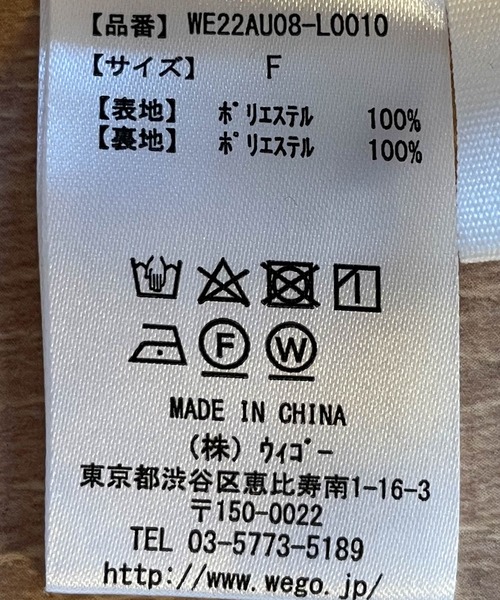 【品番】 WE22AU08-L0010
【サイズ】 F
【表地】 ポリエステル 100%
【裏地】 ポリエステル 100%
F W
MADE IN CHINA
(株) ウィゴー
東京都渋谷区恵比寿南1-16-3
〒150-0022
TEL 03-5773-5189
http://www.wego.jp/